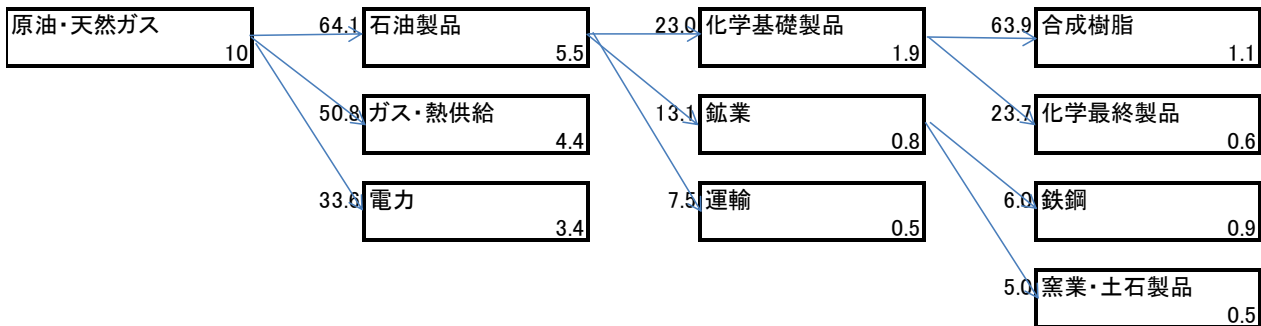 原油・天然ガス
10
64.1
石油製品
5.5
23.0
化学基礎製品
1.9
63.9
合成樹脂
1.1
50.8
ガス・熱供給
4.4
13.1
鉱業
0.8
23.7
化学最終製品
0.6
33.6
電力
3.4
7.5
運輸
0.5
6.0
鉄鋼
0.9
5.0
窯業・土石製品
0.5